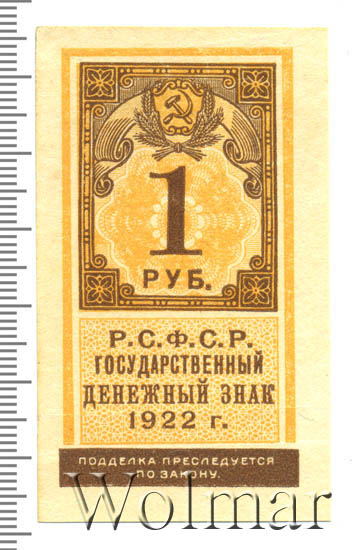 1
РУБ.
Р.С.Ф.С.Р.
ГОСУДАРСТВЕННЫЙ
ДЕНЕЖНЫЙ ЗНАК
1922 г.
ПОДДЕЛКА ПРЕСЛЕДУЕТСЯ
ПО ЗАКОНУ.
Wolmar